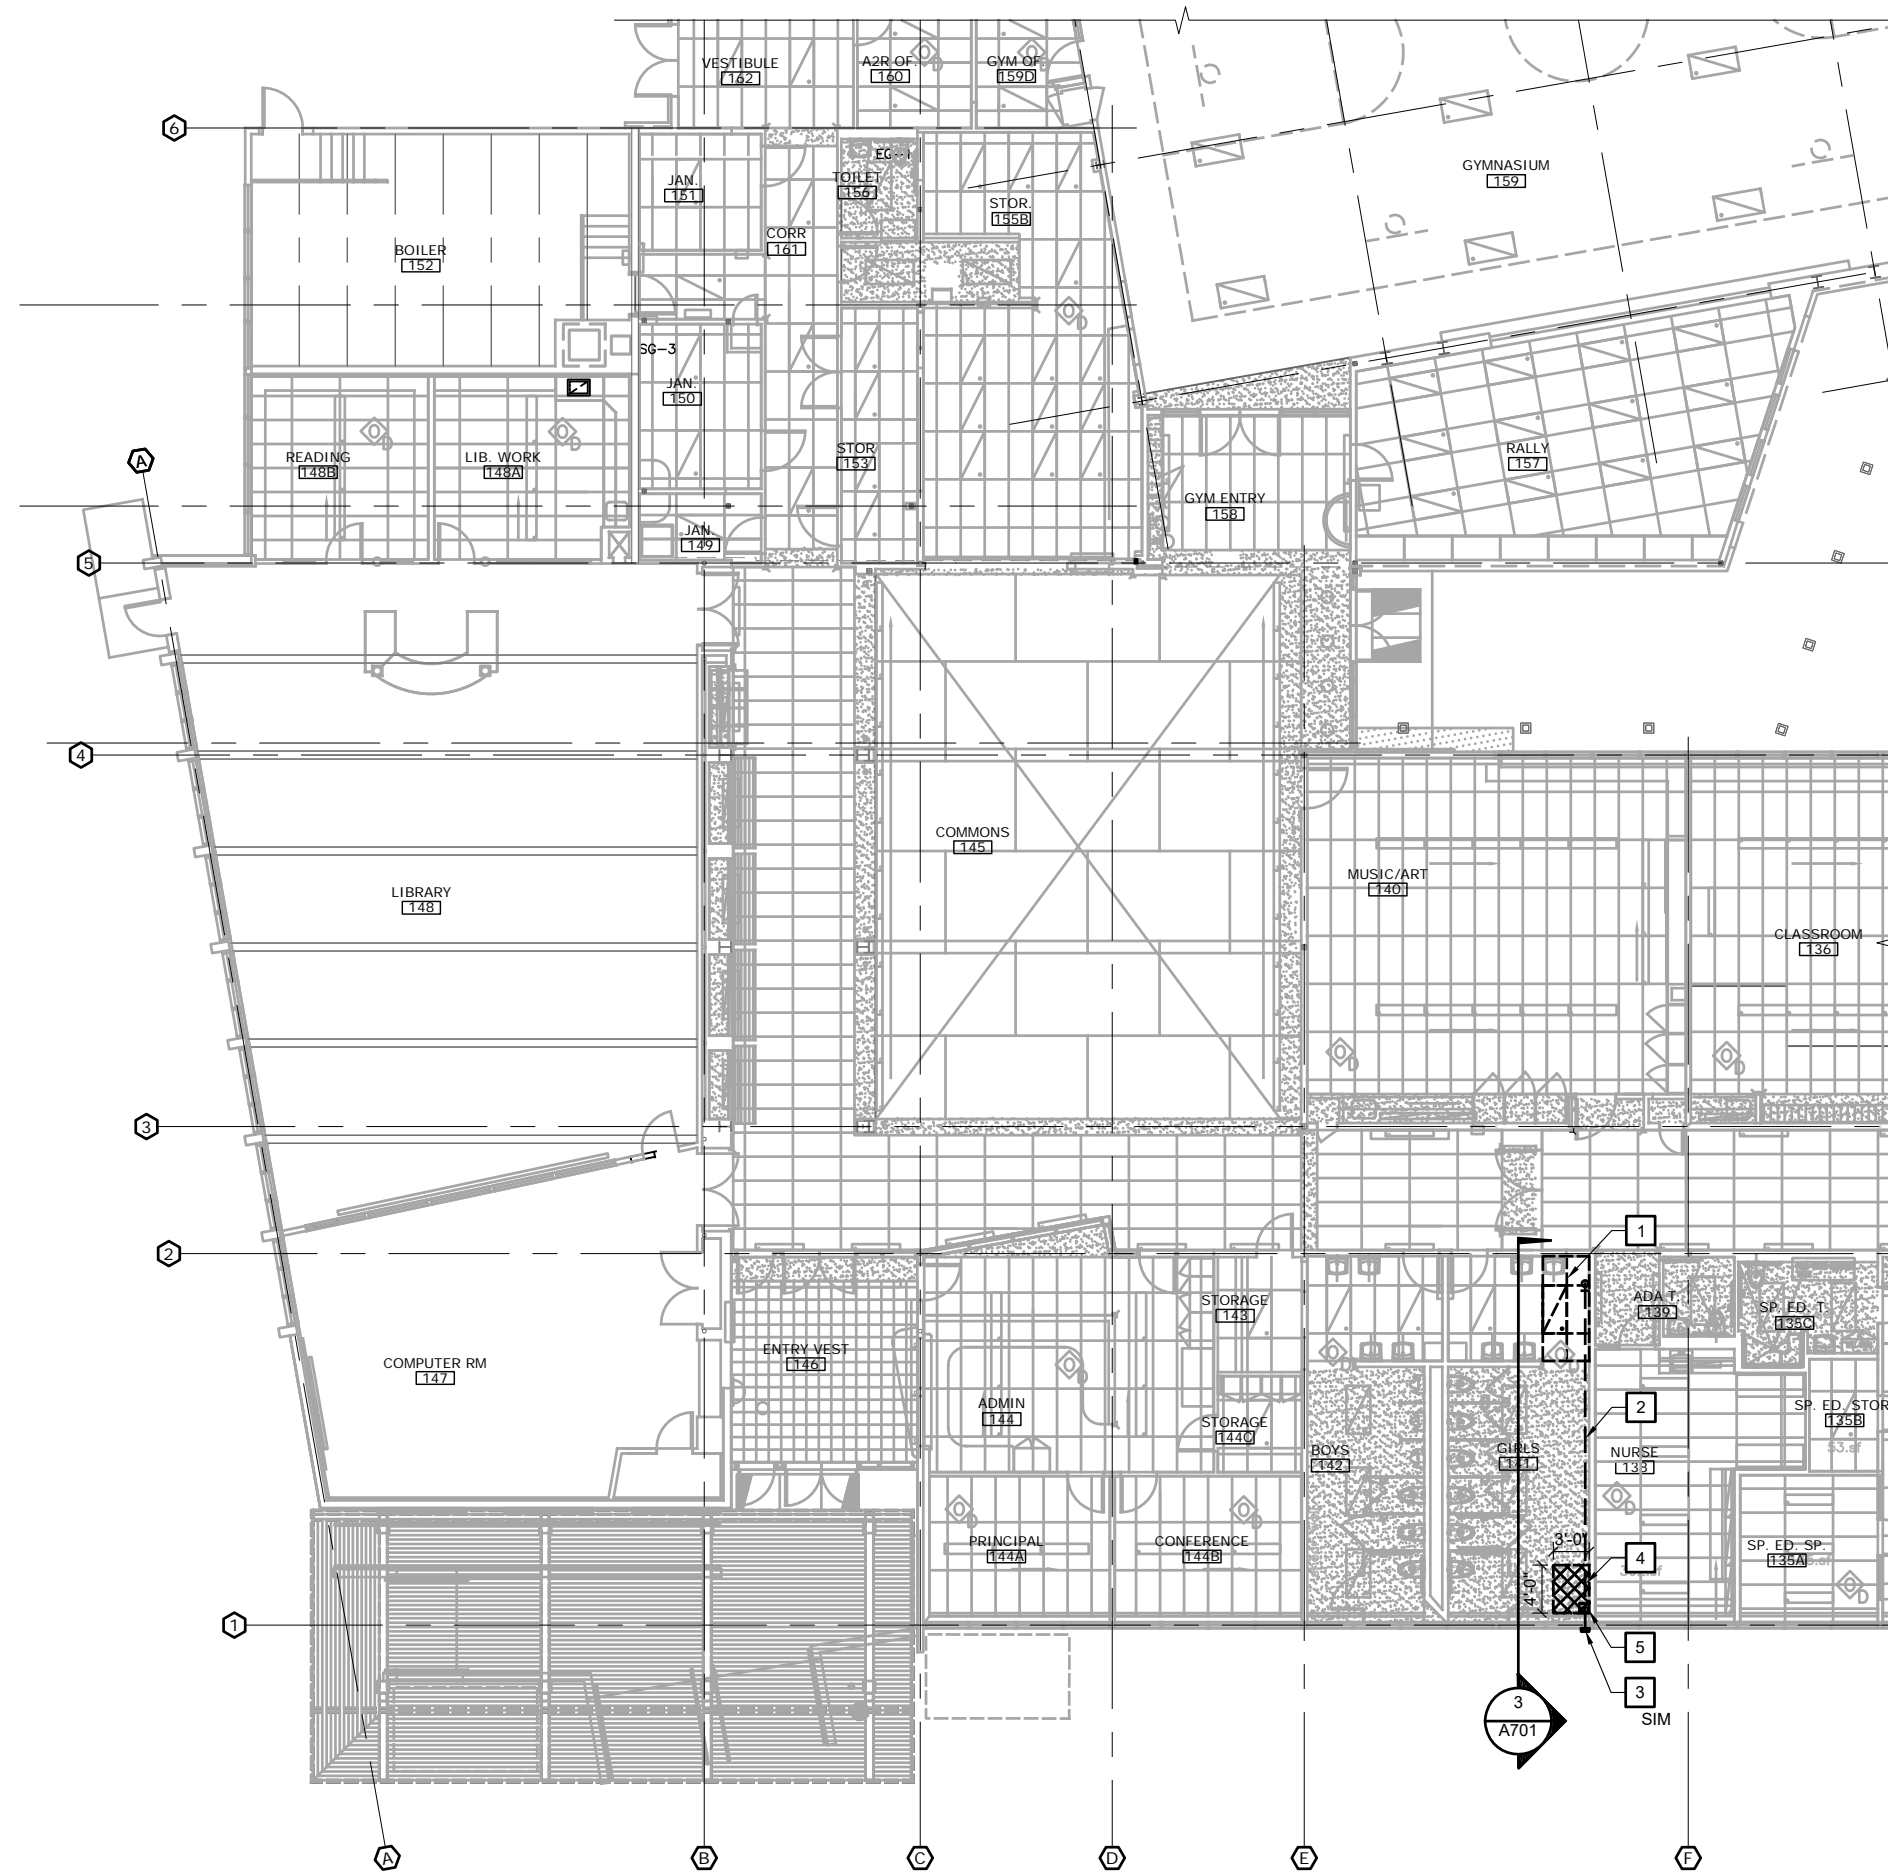 VESTIBULE
162
A2R OF.
160
GYM OF.
159D
6
GYMNASIUM
159
EG-1
JAN.
151
TOILET
156
STOR.
155B
CORR
161
BOILER
152
SG-3
JAN.
150
A
READING
148B
LIB. WORK
148A
STOR
153
RALLY
157
GYM ENTRY
158
JAN.
149
5
4
COMMONS
145
MUSIC/ART
140
LIBRARY
148
CLASSROOM
136
3
1
2
STORAGE
143
ADA T.
139
SP. ED. T.
135C
ENTRY VEST
146
COMPUTER RM
147
ADMIN
144
2
SP. ED. STOR
135B
53.sf
STORAGE
144C
BOYS
142
GIRLS
141
NURSE
138
PRINCIPAL
144A
CONFERENCE
144B
3'-0"
SP. ED. SP.
135A
4
4'-0"
1
5
3
SIM
3
A701
A
B
C
D
E
F